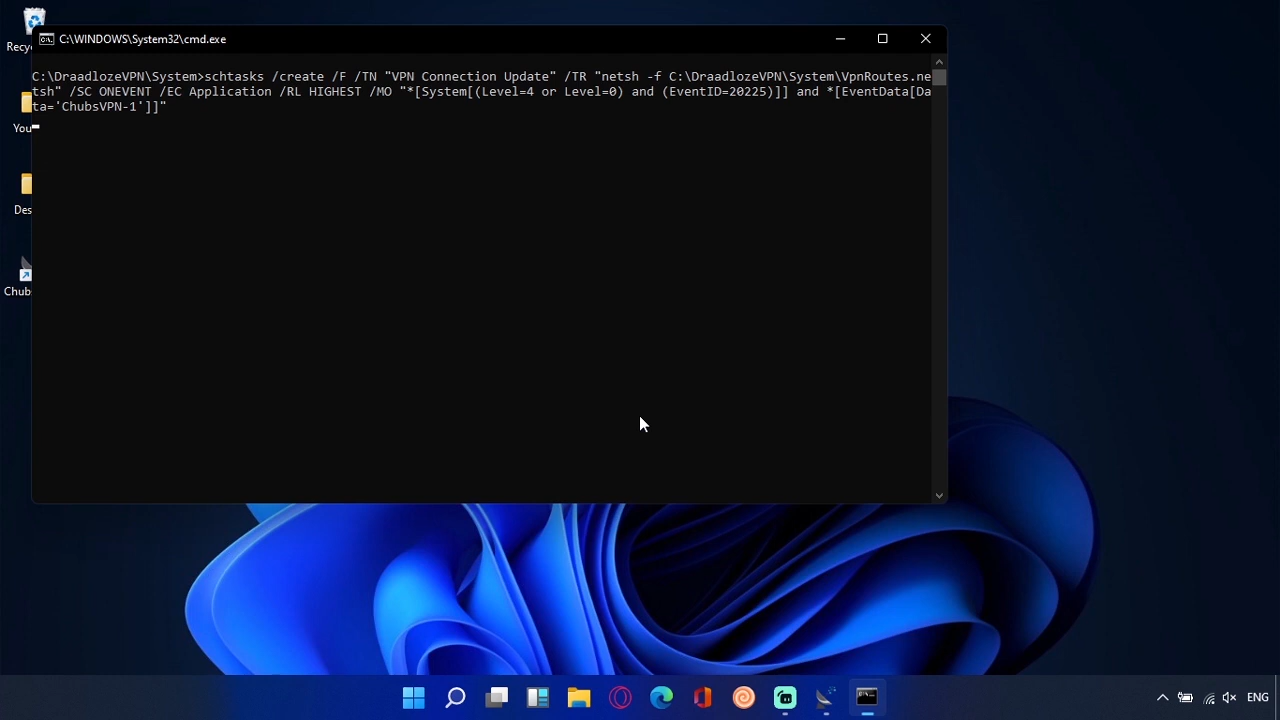 C:\WINDOWS\System32\cmd.exe
C:\DraadlozeVPN\System>schtasks /create /F /TN "VPN Connection Update" /TR "netsh -f C:\DraadlozeVPN\System\VpnRoutes.ne
tsh" /SC ONEVENT /EC Application /RL HIGHEST /MO "*[System[(Level=4 or Level=0) and (EventID=20225)]] and *[EventData[Da
ta='ChubsVPN-1']]"
ENG